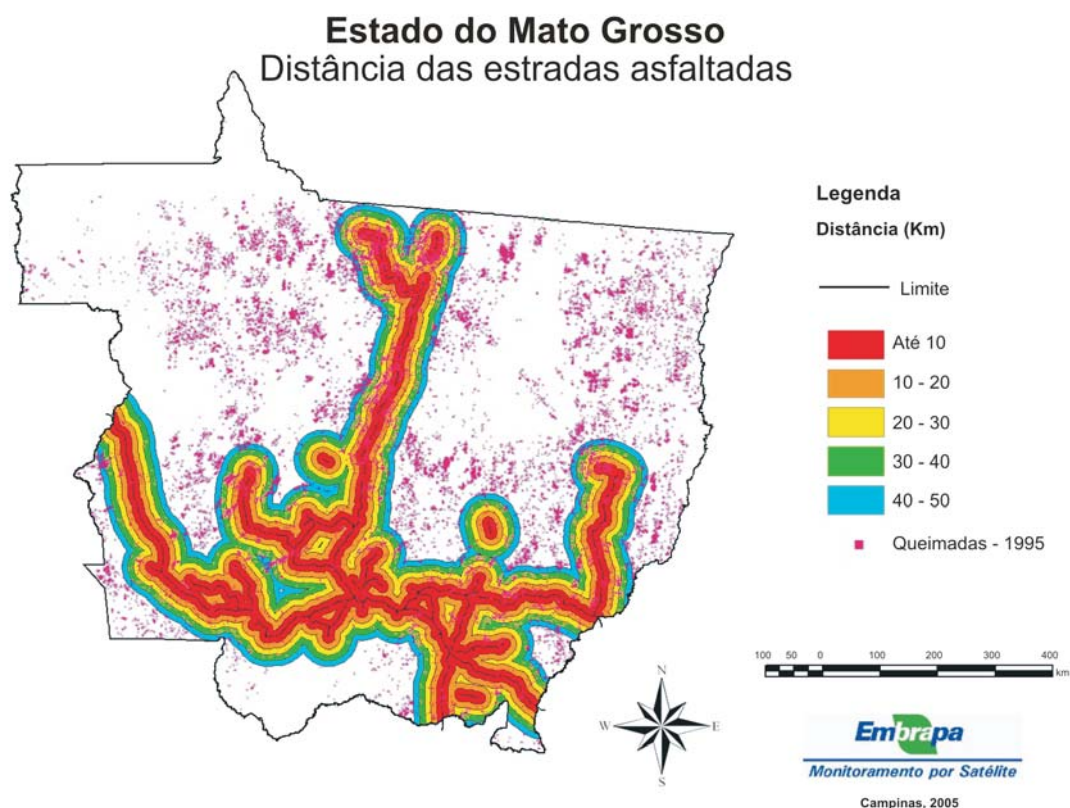 Estado do Mato Grosso
Distância das estradas asfaltadas
Legenda
Distância (Km)
Limite
Até 10
10 - 20
20 - 30
30 - 40
40 - 50
Queimadas - 1995
100 50 0 100 200 300 400
km
N
W E
S
Embrapa
Monitoramento por Satélite
Campinas, 2005